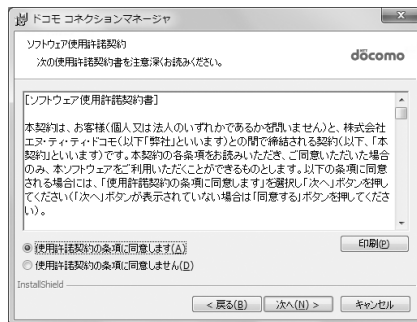 ドコモ コネクションマネージャ
ソフトウェア使用許諾契約
次の使用許諾契約書を注意深くお読みください。
döcomo
[ソフトウェア使用許諾契約書]
本契約は、お客様(個人又は法人のいずれかであるかを問いません)と、株式会社
エヌ・ティ・ティ・ドコモ(以下「弊社」といいます)との間で締結される契約(以下、「本
契約」といいます)です。本契約の各条項をお読みいただき、ご同意いただいた場合
のみ、本ソフトウェアをご利用いただくことができるものとします。以下の条項に同意
される場合には、「使用許諾契約の条項に同意します」を選択し「次へ」ボタンを押し
てください(「次へ」ボタンが表示されていない場合は「同意する」ボタンを押してくださ
い)。
使用許諾契約の条項に同意します(A)
印刷(P)
使用許諾契約の条項に同意しません(D)
InstallShield
< 戻る(B)
次へ(N) >
キャンセル